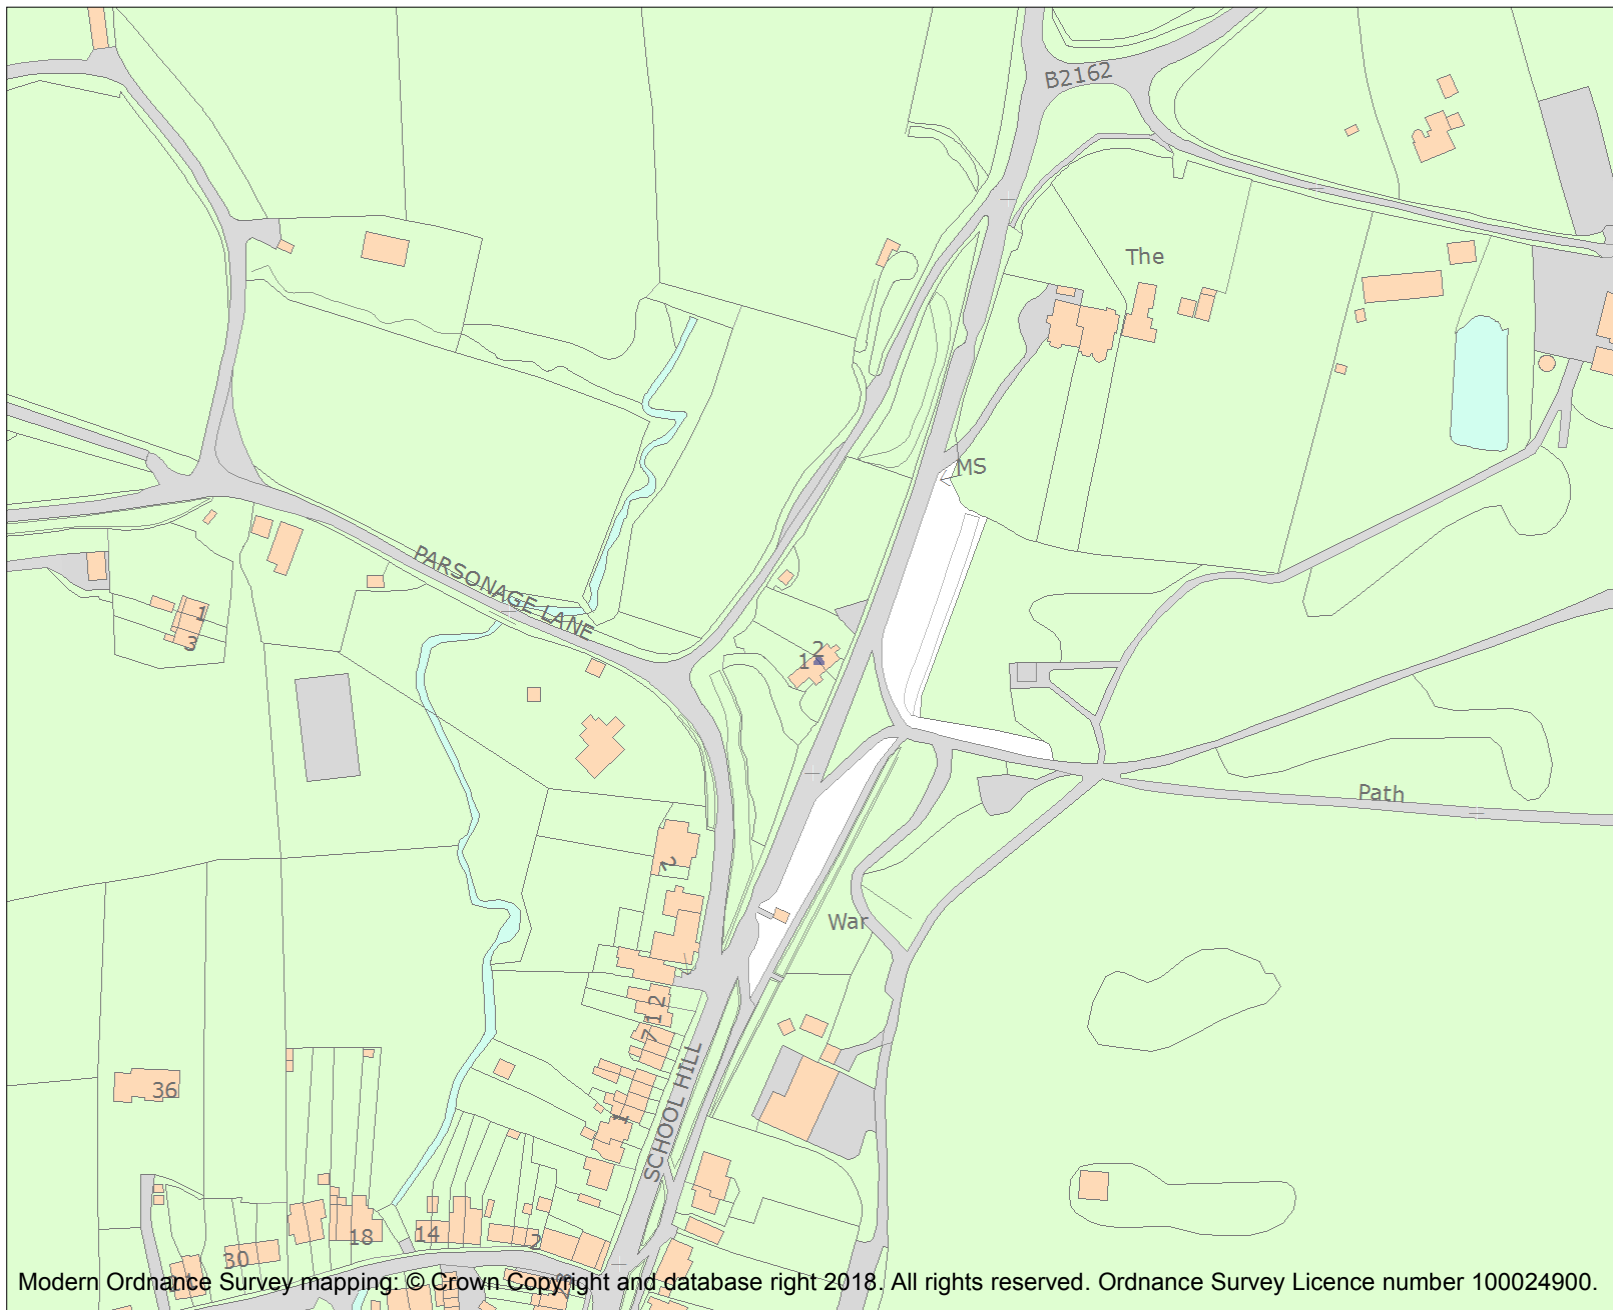 B2162
The
MS
PARSONAGE LANE
1
3
2
1
Path
2
War
12
7
36
1
SCHOOL HILL
18
14
2
30
Modern Ordnance Survey mapping: © Crown Copyright and database right 2018. All rights reserved. Ordnance Survey Licence number 100024900.